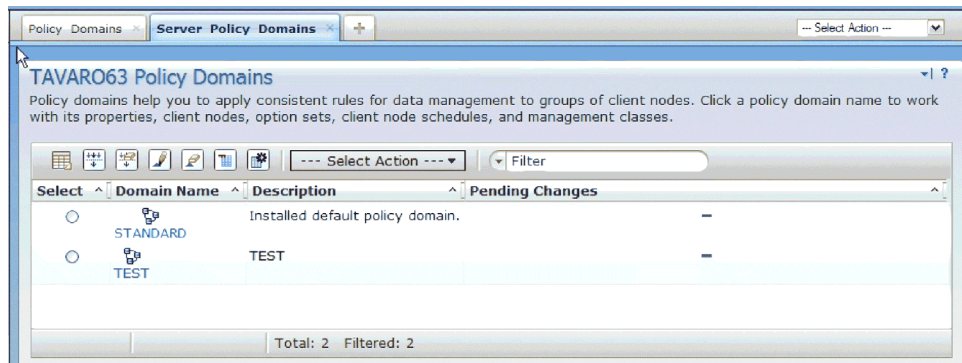 Policy Domains × Server Policy Domains × +
--- Select Action ---
TAVARO63 Policy Domains
?
Policy domains help you to apply consistent rules for data management to groups of client nodes. Click a policy domain name to work
with its properties, client nodes, option sets, client node schedules, and management classes.
--- Select Action --- Filter
Select Domain Name Description Pending Changes
Installed default policy domain.
STANDARD
TEST
TEST
Total: 2 Filtered: 2